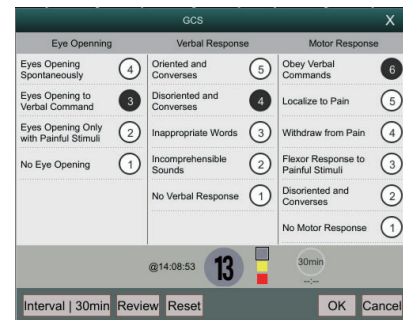 GCS
X
Eye Openning
Verbal Response
Motor Response
Eyes Opening
Spontaneously
4
Eyes Opening to
Verbal Command
3
Eyes Opening Only
with Painful Stimuli
2
No Eye Opening
1
Oriented and
Converses
5
Disoriented and
Converses
4
Inappropriate Words
3
Incomprehensible
Sounds
2
No Verbal Response
1
Obey Verbal
Commands
6
Localize to Pain
5
Withdraw from Pain
4
Flexor Response to
Painful Stimuli
3
Disoriented and
Converses
2
No Motor Response
1
@14:08:53
13
30min
--:--
Interval | 30min
Review
Reset
OK
Cancel